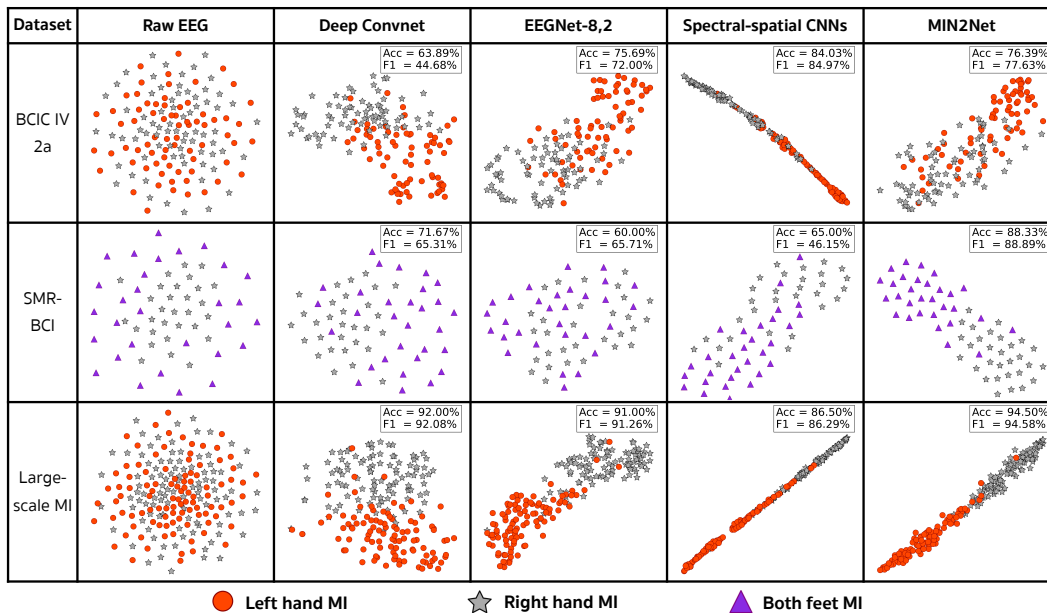 Dataset Raw EEG Deep Convnet EEGNet-8,2 Spectral-spatial CNNs MIN2Net
BCIC IV
2a
Acc = 63.89%
F1 = 44.68%
Acc = 75.69%
F1 = 72.00%
Acc = 84.03%
F1 = 84.97%
Acc = 76.39%
F1 = 77.63%
SMR-
BCI
Acc = 71.67%
F1 = 65.31%
Acc = 60.00%
F1 = 65.71%
Acc = 65.00%
F1 = 46.15%
Acc = 88.33%
F1 = 88.89%
Large-
scale MI
Acc = 92.00%
F1 = 92.08%
Acc = 91.00%
F1 = 91.26%
Acc = 86.50%
F1 = 86.29%
Acc = 94.50%
F1 = 94.58%
Left hand MI Right hand MI Both feet MI